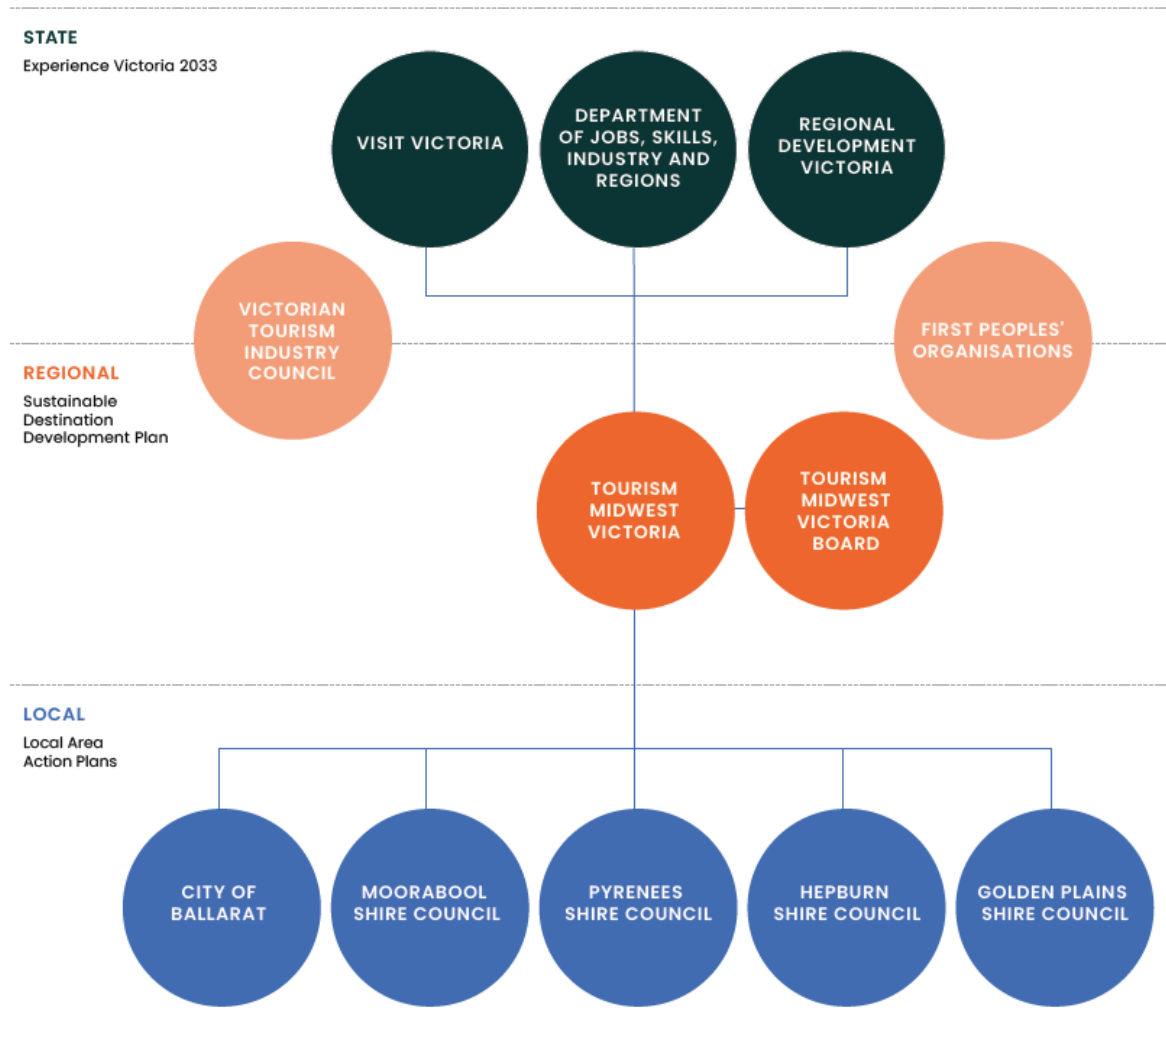 STATE
Experience Victoria 2033
VISIT VICTORIA
DEPARTMENT
OF JOBS, SKILLS,
INDUSTRY AND
REGIONS
REGIONAL
DEVELOPMENT
VICTORIA
VICTORIAN
TOURISM
INDUSTRY
COUNCIL
FIRST PEOPLES'
ORGANISATIONS
REGIONAL
Sustainable
Destination
Development Plan
TOURISM
MIDWEST
VICTORIA
TOURISM
MIDWEST
VICTORIA
BOARD
LOCAL
Local Area
Action Plans
CITY OF
BALLARAT
MOORABOOL
SHIRE COUNCIL
PYRENEES
SHIRE COUNCIL
HEPBURN
SHIRE COUNCIL
GOLDEN PLAINS
SHIRE COUNCIL